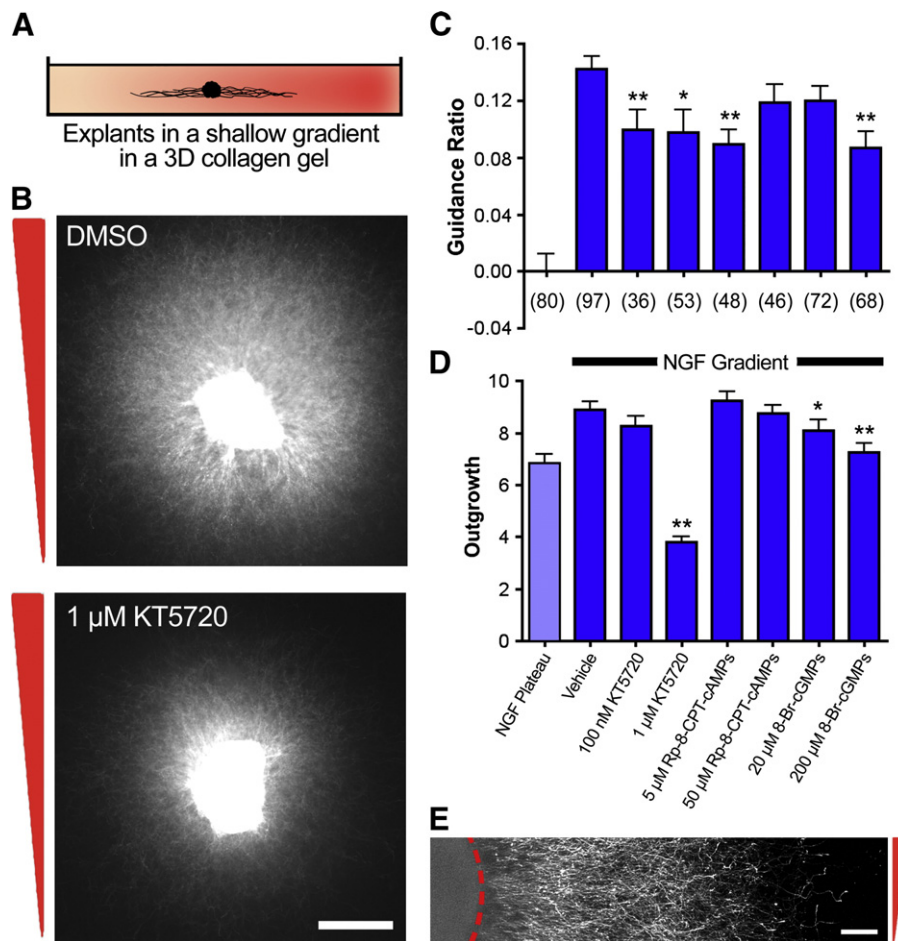 A
Explants in a shallow gradient
in a 3D collagen gel
B
DMSO
1 µM KT5720
C
Guidance Ratio
0.16
0.12
0.08
0.04
0.00
-0.04
** * ** **
(80) (97) (36) (53) (48) (46) (72) (68)
D
NGF Gradient
Outgrowth
10
8
6
4
2
0
** * **
NGF Plateau
Vehicle
100 nM KT5720
1 µM KT5720
5 µM Rp-8-CPT-cAMPs
50 µM Rp-8-CPT-cAMPs
20 µM 8-Br-cGMPs
200 µM 8-Br-cGMPs
E